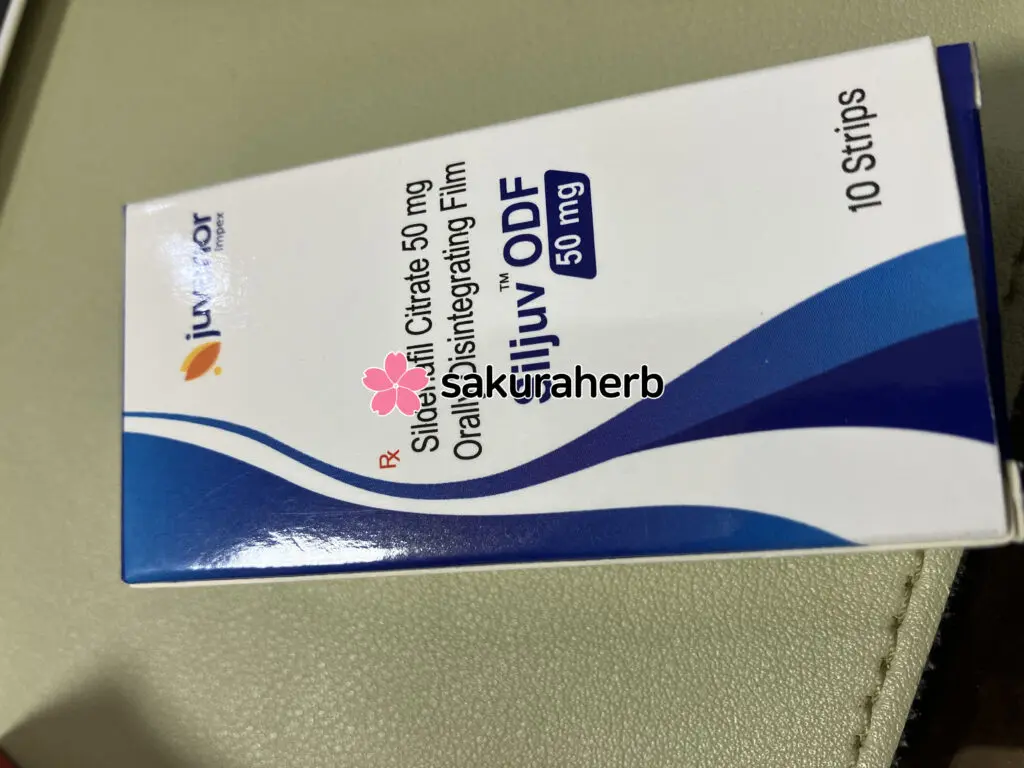 Impex
Rx
Sildenafil Citrate 50 mg
Orally Disintegrating Film
Siljuv™ ODF
50 mg
10 Strips
sakuraherb